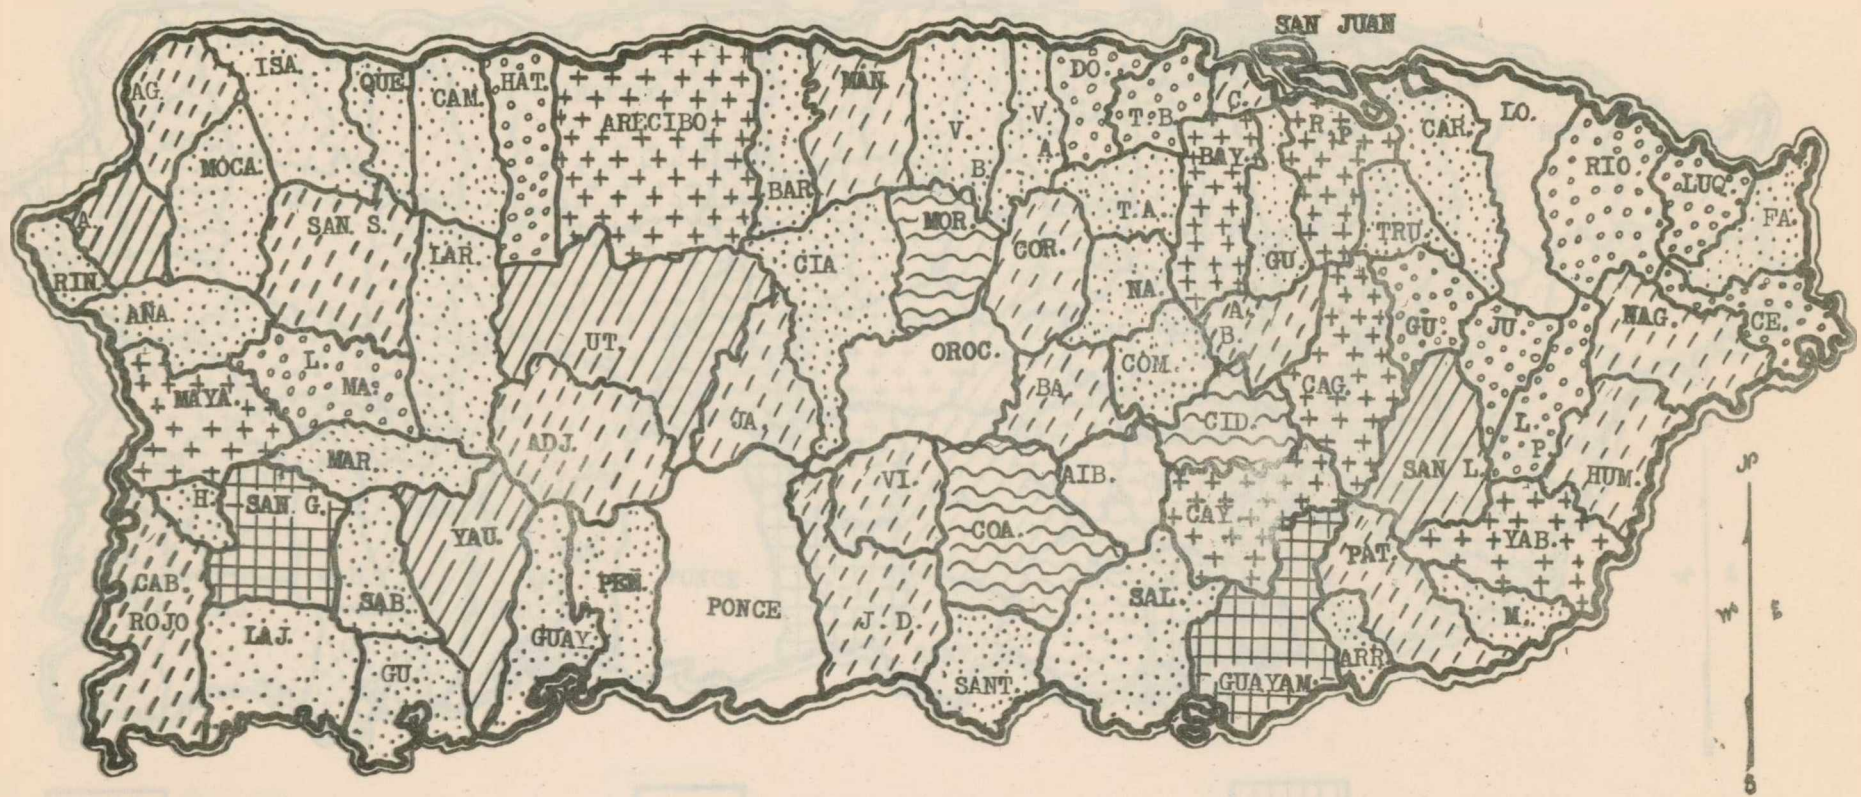 SAN JUAN
AG.
ISA.
QUE.
CAM.
HAT.
ARECIBO
BAR.
MAN.
V.
B.
V.
A.
DO.
T. B.
C.
BAY.
R. P.
CAR.
LO.
RIO
LUQ.
FA.
MOCA.
SAN S.
LAR.
A.
RIN.
AÑA.
CIA
MOR.
COR.
T. A.
NA.
GU.
TRU.
GU.
JU.
NAG.
CE.
UT.
OROC.
A.
B.
L.
MA.
MAYA.
JA.
BA.
COM.
CAG.
CID.
L.
P.
ADJ.
MAR.
VI.
AIB.
SAN L.
HUM.
H.
SAN G.
YAU.
COA.
CAY.
PAT.
YAB.
CAB.
ROJO
SAB.
PEÑ.
PONCE
PONCE
J. D.
SAL.
M.
LAJ.
GUAY.
GU.
SANT.
GUAYAM.
ARR.
N
W
E
S